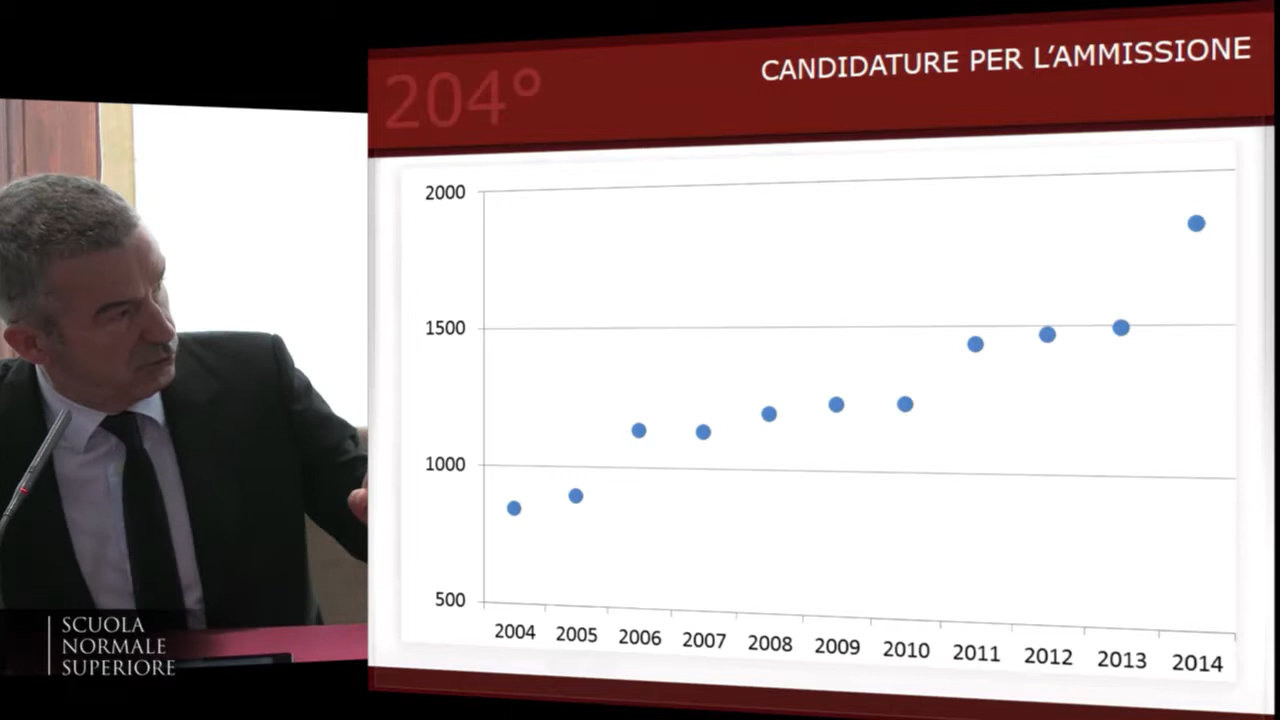 204°
CANDIDATURE PER L'AMMISSIONE
2000
1500
1000
500
2004 2005 2006 2007 2008 2009 2010 2011 2012 2013 2014
SCUOLA
NORMALE
SUPERIORE